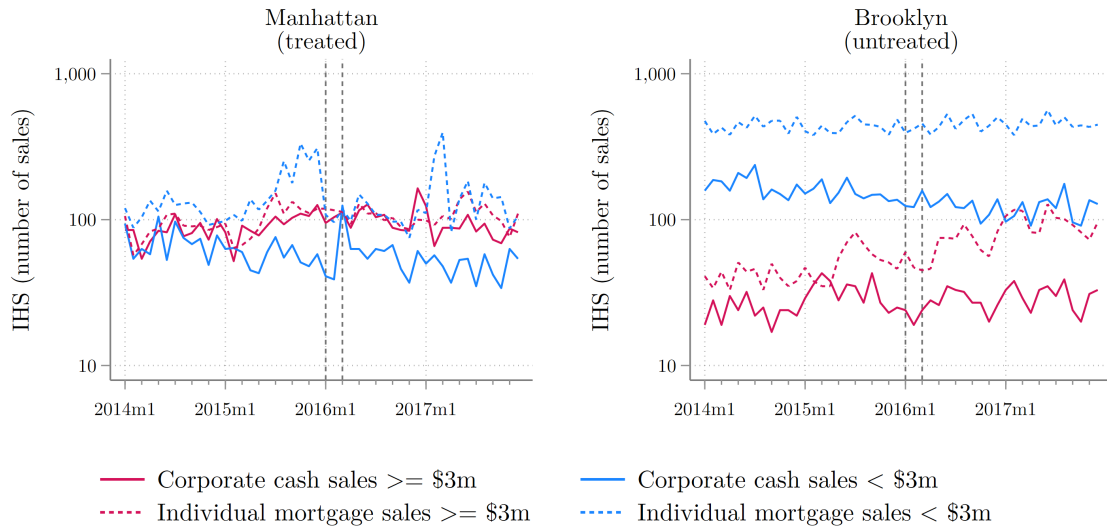 Manhattan
(treated)
IHS (number of sales)
1,000
100
10
2014m1
2015m1
2016m1
2017m1
Brooklyn
(untreated)
IHS (number of sales)
1,000
100
10
2014m1
2015m1
2016m1
2017m1
Corporate cash sales >= $3m
Corporate cash sales < $3m
Individual mortgage sales >= $3m
Individual mortgage sales < $3m